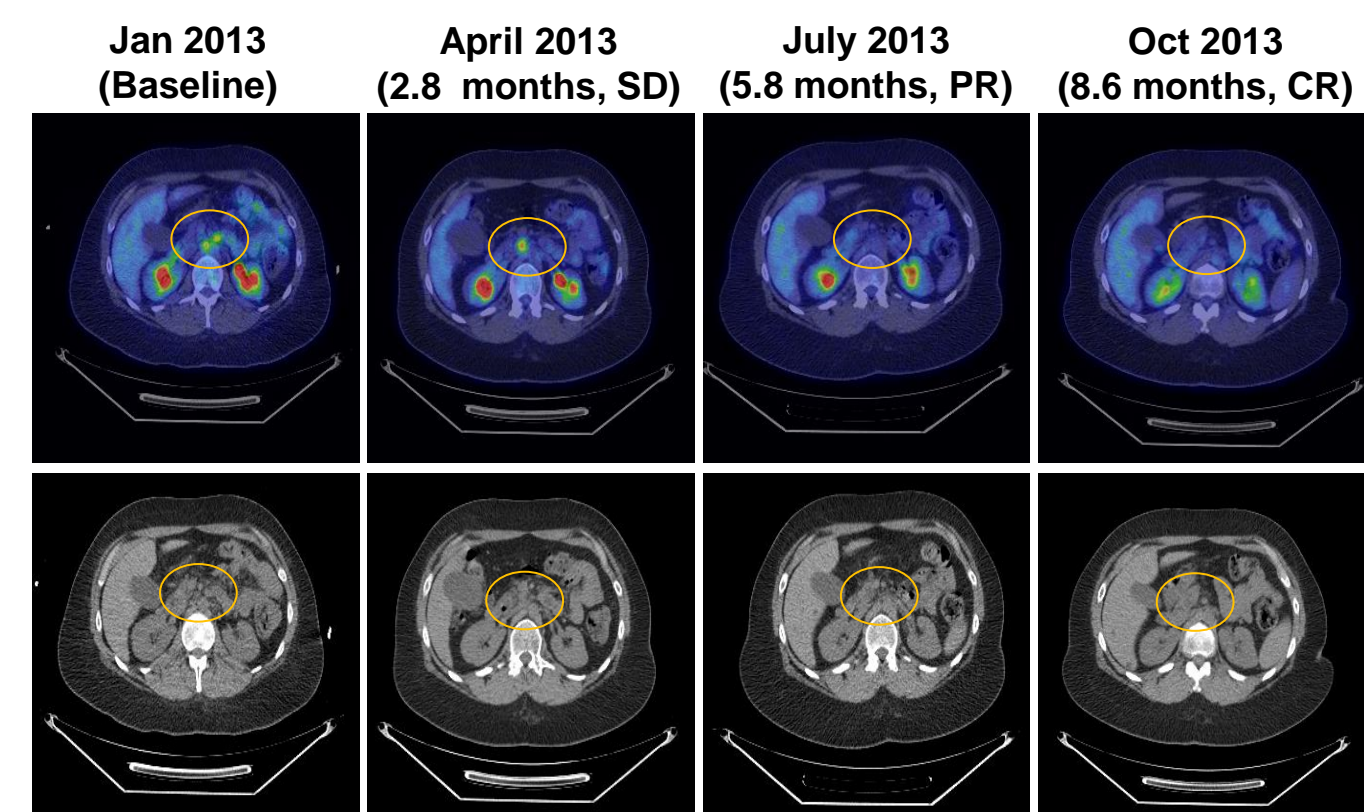 Jan 2013
(Baseline)
April 2013
(2.8 months, SD)
July 2013
(5.8 months, PR)
Oct 2013
(8.6 months, CR)